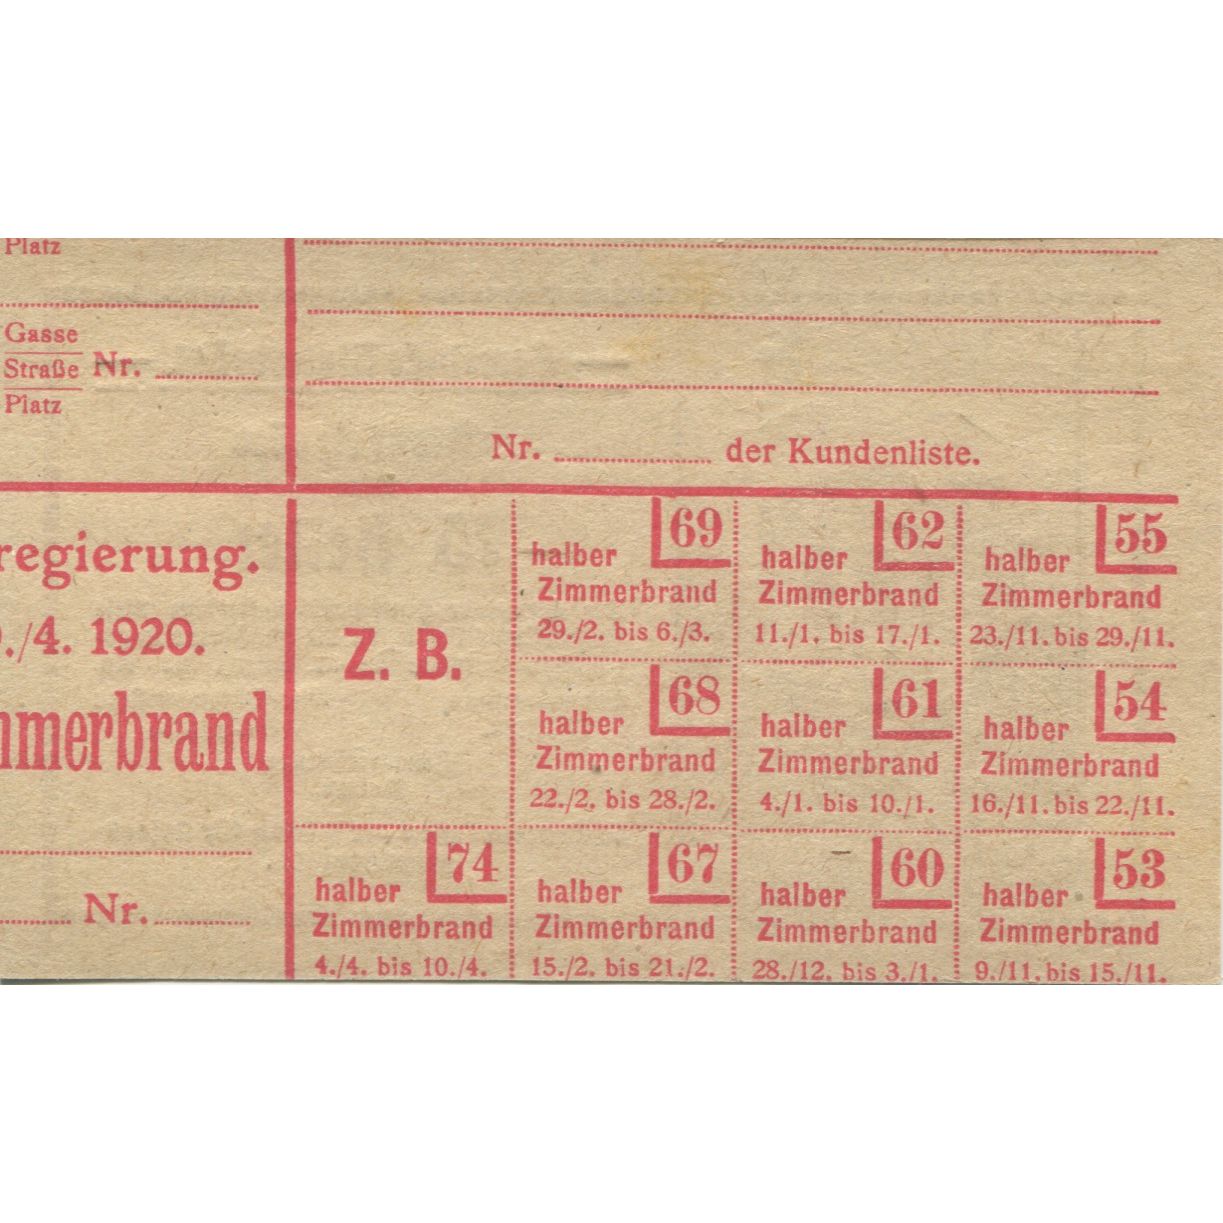 Platz
Gasse
Straße Nr.
Platz
Nr. der Kundenliste.
regierung.
./4. 1920.
mmerbrand
Nr.
Z. B.
69
halber
Zimmerbrand
29./2. bis 6./3.
62
halber
Zimmerbrand
11./1. bis 17./1.
55
halber
Zimmerbrand
23./11. bis 29./11.
68
halber
Zimmerbrand
22./2. bis 28./2.
61
halber
Zimmerbrand
4./1. bis 10./1.
54
halber
Zimmerbrand
16./11. bis 22./11.
74
halber
Zimmerbrand
4./4. bis 10./4.
67
halber
Zimmerbrand
15./2. bis 21./2.
60
halber
Zimmerbrand
28./12. bis 3./1.
53
halber
Zimmerbrand
9./11. bis 15./11.